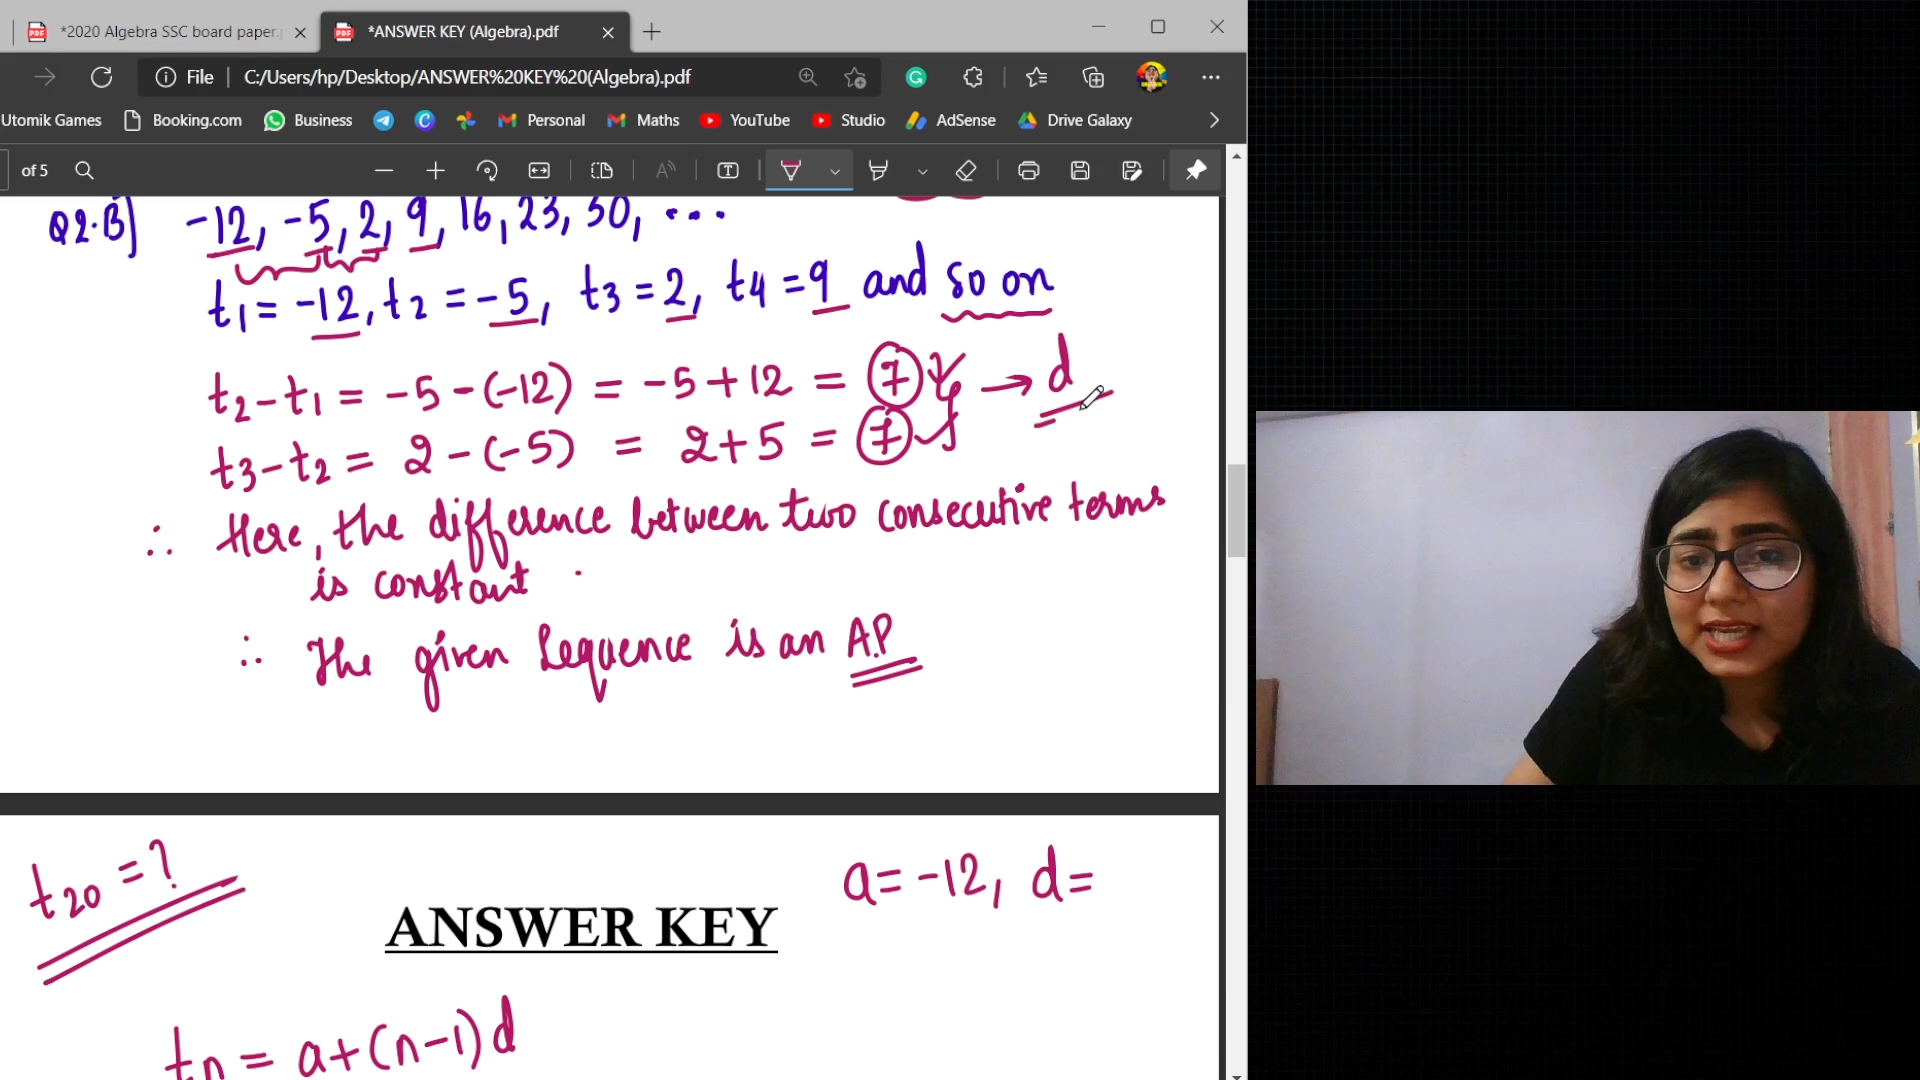 *2020 Algebra SSC board paper.
*ANSWER KEY (Algebra).pdf
File
C:/Users/hp/Desktop/ANSWER%20KEY%20(Algebra).pdf
Utomik Games
Booking.com
Business
Personal
Maths
YouTube
Studio
AdSense
Drive Galaxy
of 5
Q2.B] -12, -5, 2, 9, 16, 23, 30, ...
t1 = -12, t2 = -5, t3 = 2, t4 = 9 and so on
t2 - t1 = -5 - (-12) = -5 + 12 = 7 → d
t3 - t2 = 2 - (-5) = 2 + 5 = 7
∴ Here, the difference between two consecutive terms
is constant.
∴ The given Sequence is an A.P
t20 = ?
a = -12, d =
ANSWER KEY
tn = a + (n - 1) d